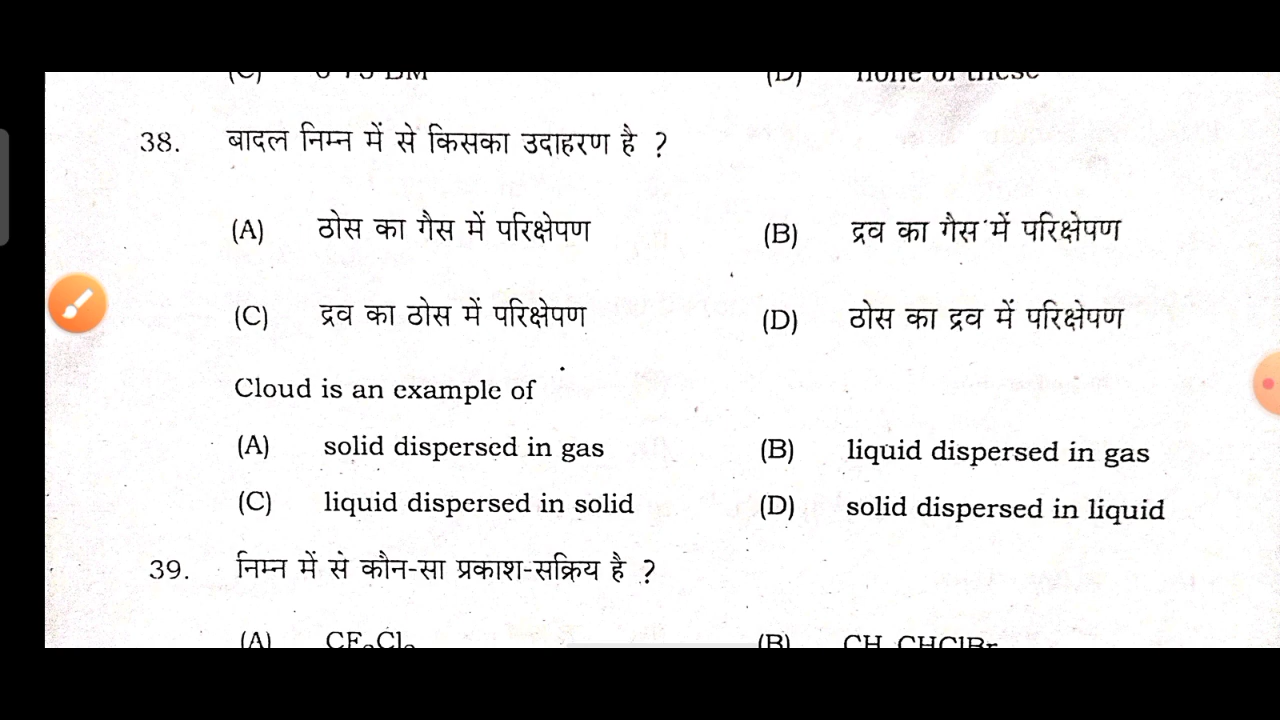 38. बादल निम्न में से किसका उदाहरण है ?
(A) ठोस का गैस में परिक्षेपण (B) द्रव का गैस में परिक्षेपण
(C) द्रव का ठोस में परिक्षेपण (D) ठोस का द्रव में परिक्षेपण
Cloud is an example of
(A) solid dispersed in gas (B) liquid dispersed in gas
(C) liquid dispersed in solid (D) solid dispersed in liquid
39. निम्न में से कौन-सा प्रकाश-सक्रिय है ?